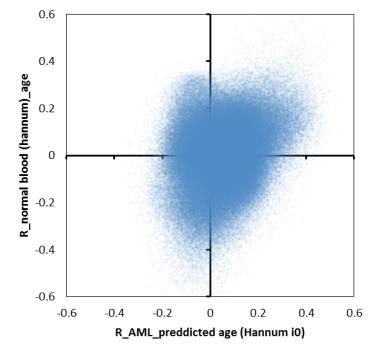 0.6
0.4
0.2
0
-0.2
-0.4
-0.6
-0.6 -0.4 -0.2 0 0.2 0.4 0.6
R_normal blood (hannum)_age
R_AML_preddicted age (Hannum i0)